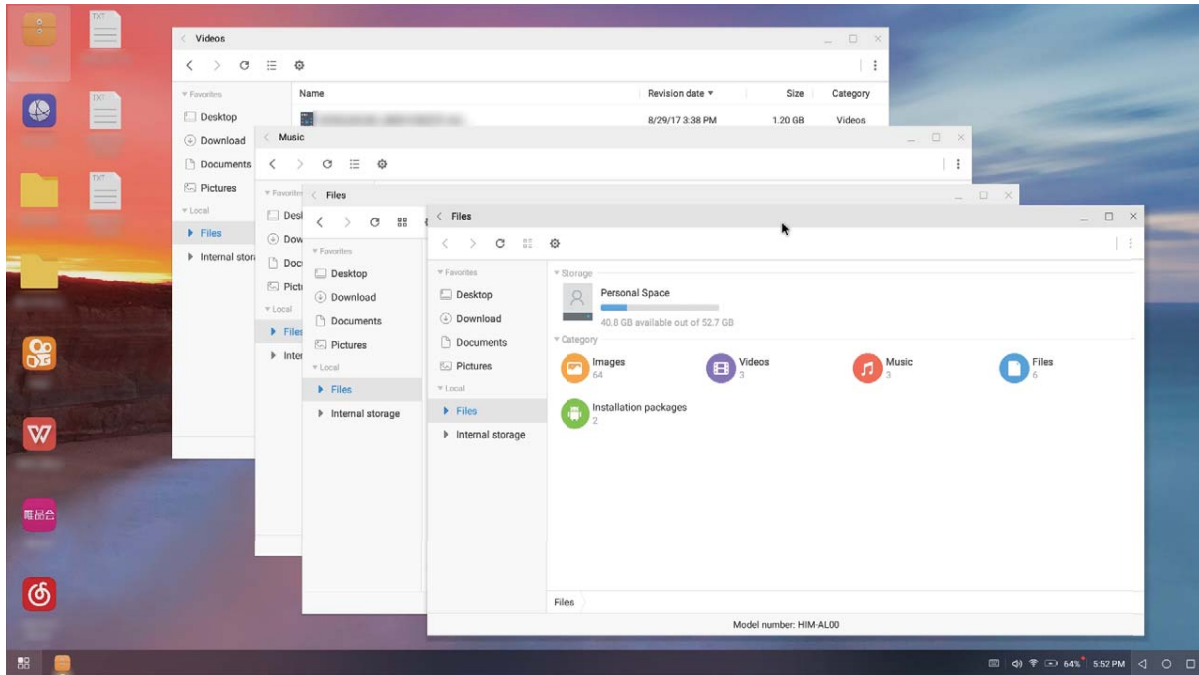 TXT
TXT
TXT
唯品会
Videos
Favorites
Desktop
Download
Documents
Pictures
Local
Files
Internal stor
Name Revision date Size Category
8/29/17 3:38 PM 1.20 GB Videos
Music
Favorites
Desk
Dow
Doc
Pict
Local
Files
Inter
Files
Favorites
Desktop
Download
Documents
Pictures
Local
Files
Internal storage
Files
Favorites
Desktop
Download
Documents
Pictures
Local
Files
Internal storage
Storage
Personal Space
40.8 GB available out of 52.7 GB
Category
Images
64
Videos
3
Music
3
Files
6
Installation packages
2
Files
Model number: HIM-AL00
64% 5:52 PM